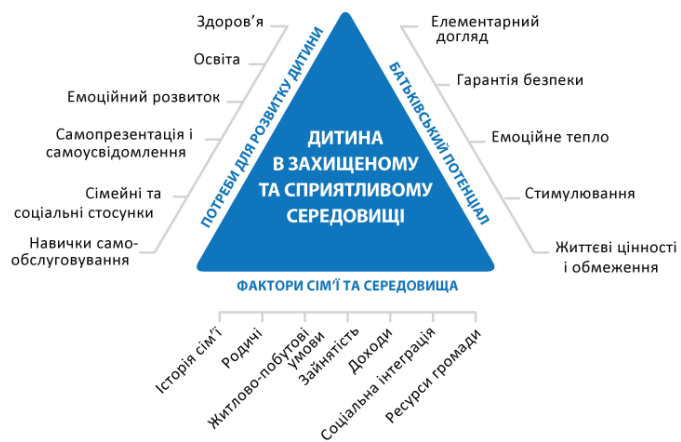 Здоров’я
Освіта
Емоційний розвиток
Самопрезентація і
самоусвідомлення
Сімейні та
соціальні стосунки
Навички само-
обслуговування
ПОТРЕБИ ДЛЯ РОЗВИТКУ ДИТИНИ
ДИТИНА
В ЗАХИЩЕНОМУ
ТА СПРИЯТЛИВОМУ
СЕРЕДОВИЩІ
БАТЬКІВСЬКИЙ ПОТЕНЦІАЛ
Елементарний
догляд
Гарантія безпеки
Емоційне тепло
Стимулювання
Життєві цінності
і обмеження
ФАКТОРИ СІМ’Ї ТА СЕРЕДОВИЩА
Історія сім’ї
Родичі
Житлово-побутові
умови
Зайнятість
Доходи
Соціальна інтеграція
Ресурси громади